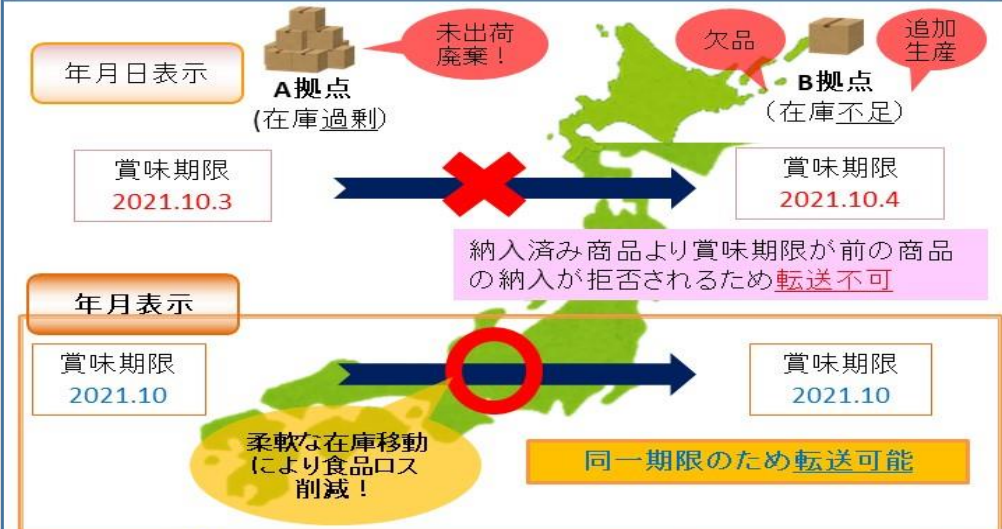 年月日表示
A拠点
(在庫過剰)
未出荷
廃棄！
欠品
B拠点
（在庫不足）
追加
生産
賞味期限
2021.10.3
賞味期限
2021.10.4
納入済み商品より賞味期限が前の商品
の納入が拒否されるため転送不可
年月表示
賞味期限
2021.10
賞味期限
2021.10
柔軟な在庫移動
により食品ロス
削減！
同一期限のため転送可能